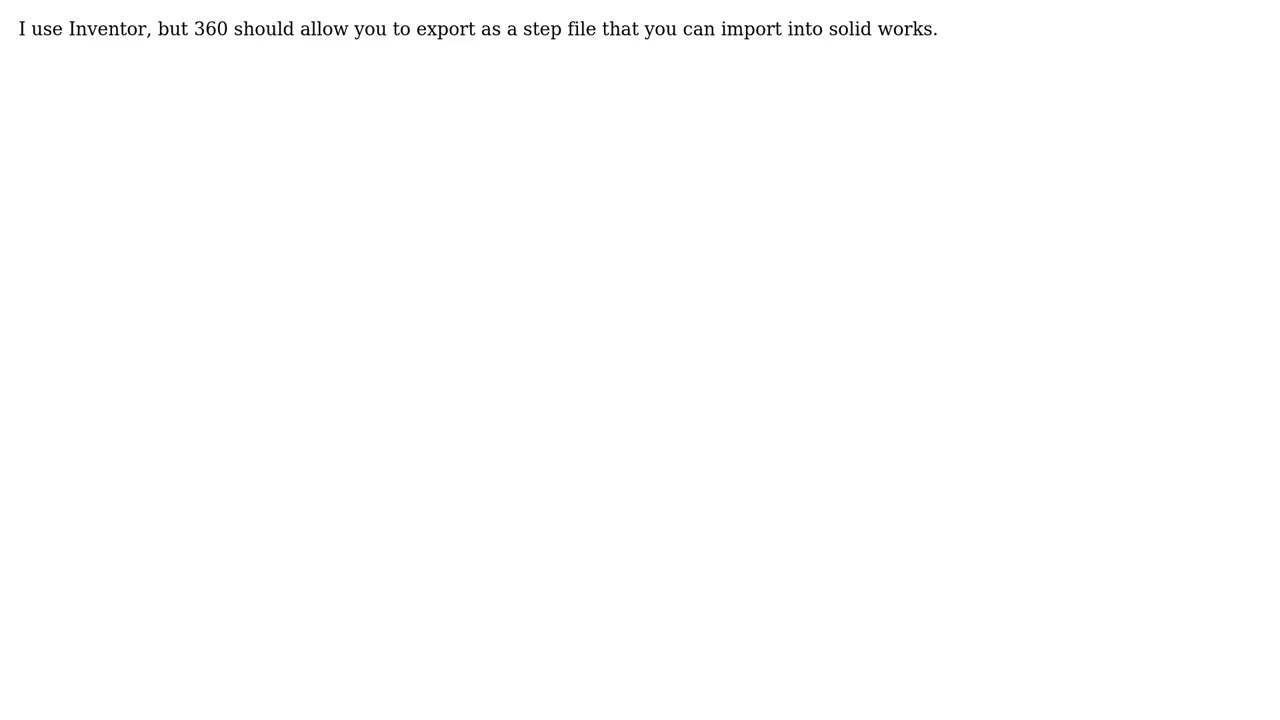 I use Inventor, but 360 should allow you to export as a step file that you can import into solid works.